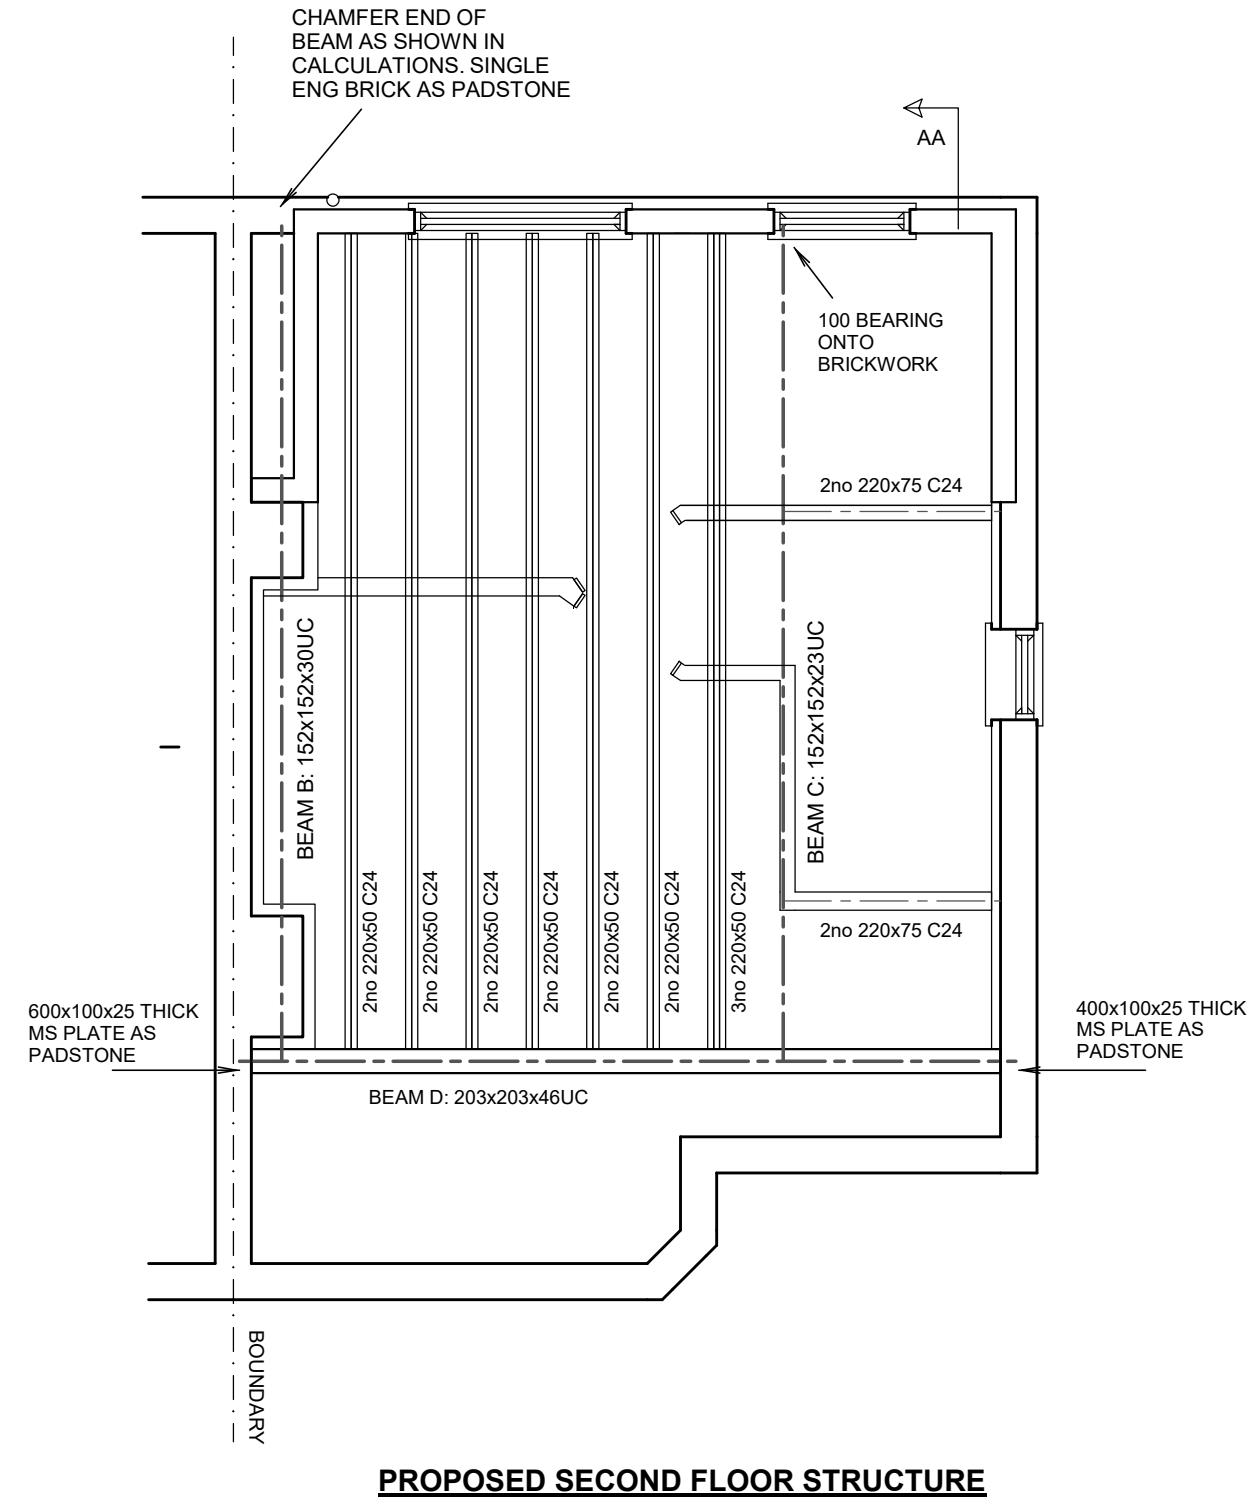 CHAMFER END OF
BEAM AS SHOWN IN
CALCULATIONS. SINGLE
ENG BRICK AS PADSTONE
AA
100 BEARING
ONTO
BRICKWORK
2no 220x75 C24
BEAM B: 152x152x30UC
BEAM C: 152x152x23UC
2no 220x50 C24
2no 220x50 C24
2no 220x50 C24
2no 220x50 C24
2no 220x50 C24
2no 220x50 C24
3no 220x50 C24
2no 220x75 C24
600x100x25 THICK
MS PLATE AS
PADSTONE
400x100x25 THICK
MS PLATE AS
PADSTONE
BEAM D: 203x203x46UC
BOUNDARY
PROPOSED SECOND FLOOR STRUCTURE